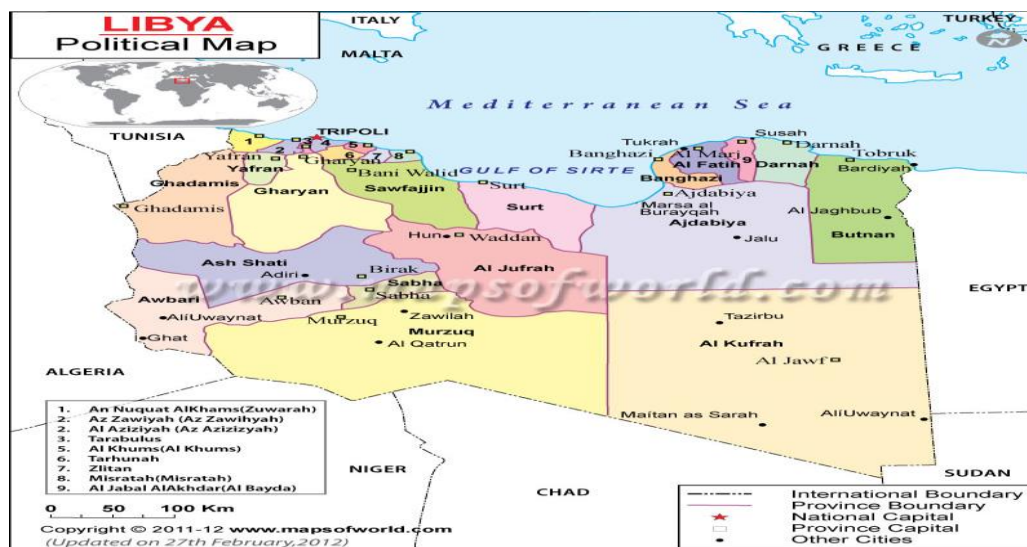 LIBYA
Political Map
ITALY
TURKEY
GREECE
MALTA
N
Mediterranean Sea
TUNISIA
TRIPOLI
1
2
3
4
5
6
7
8
9
Susah
Tukrah
Darnah
Banghazi
Al Marj
Tobruk
Yafran
Gharyan
Al Fatih
Darnah
Bardiyah
Yafran
Bani Walid
GULF OF SIRTE
Banghazi
Ghadamis
Gharyan
Sawfajjin
Surt
Ajdabiya
Ghadamis
Surt
Marsa al
Burayqah
Al Jaghbub
Ajdabiya
Hun
Waddan
Jalu
Butnan
Ash Shati
Birak
Al Jufrah
Adiri
Sabha
www.mapsofworld.com
EGYPT
Awbari
Awban
Sabha
AliUwaynat
Murzuq
Zawilah
Tazirbu
Murzuq
Ghat
Al Qatrun
Al Kufrah
Al Jawf
ALGERIA
Maitan as Sarah
AliUwaynat
1. An Nuquat AlKhams(Zuwarah)
2. Az Zawiyah (Az Zawihyah)
2. Al Aziziyah (Az Azizizyah)
3. Tarabulus
5. Al Khums(Al Khums)
6. Tarhunah
7. Zlitan
8. Misratah(Misratah)
9. Al Jabal AlAkhdar(Al Bayda)
NIGER
CHAD
SUDAN
0 50 100 Km
International Boundary
Province Boundary
National Capital
Province Capital
Other Cities
Copyright © 2011-12 www.mapsofworld.com
(Updated on 27th February,2012)